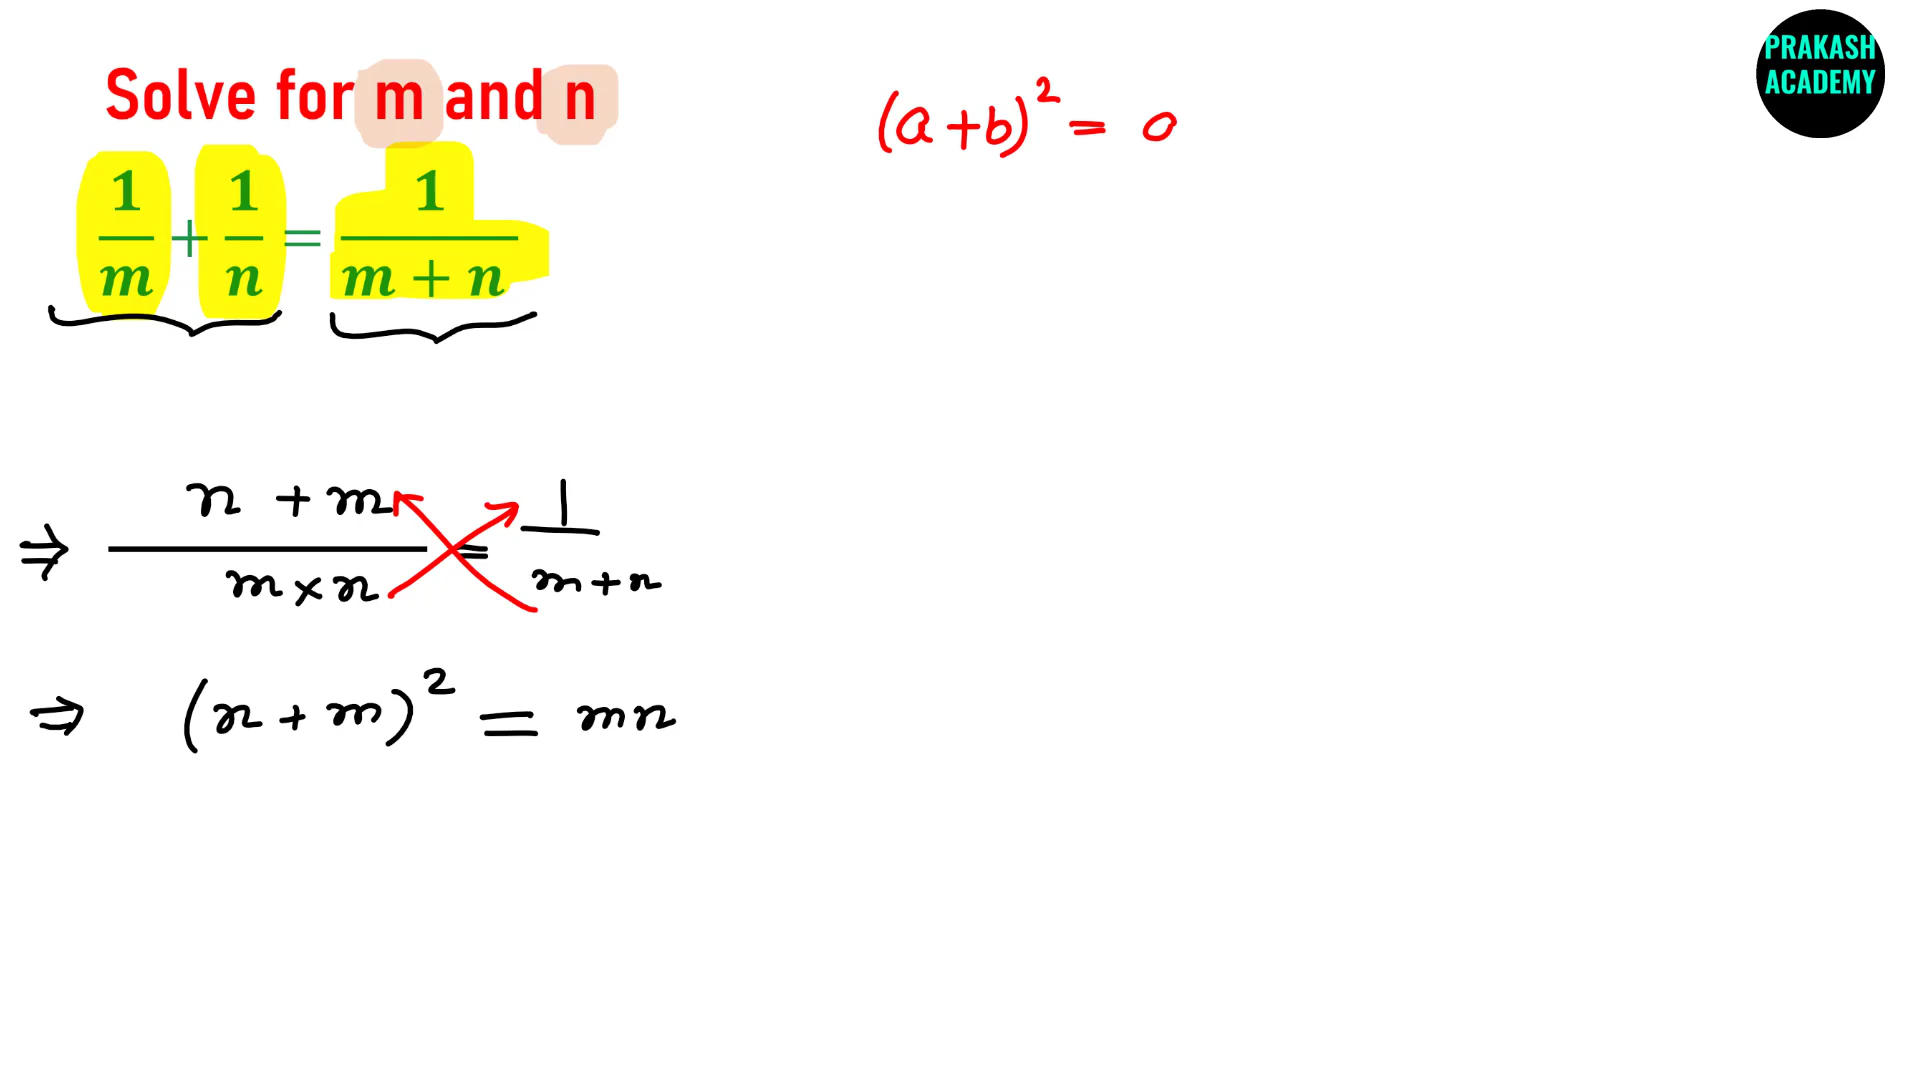 Solve for m and n
1/m + 1/n = 1/(m + n)
(a+b)² = 0
PRAKASH
ACADEMY
⇒ (n + m)/(m × n) = 1/(m+n)
⇒ (n + m)² = mn